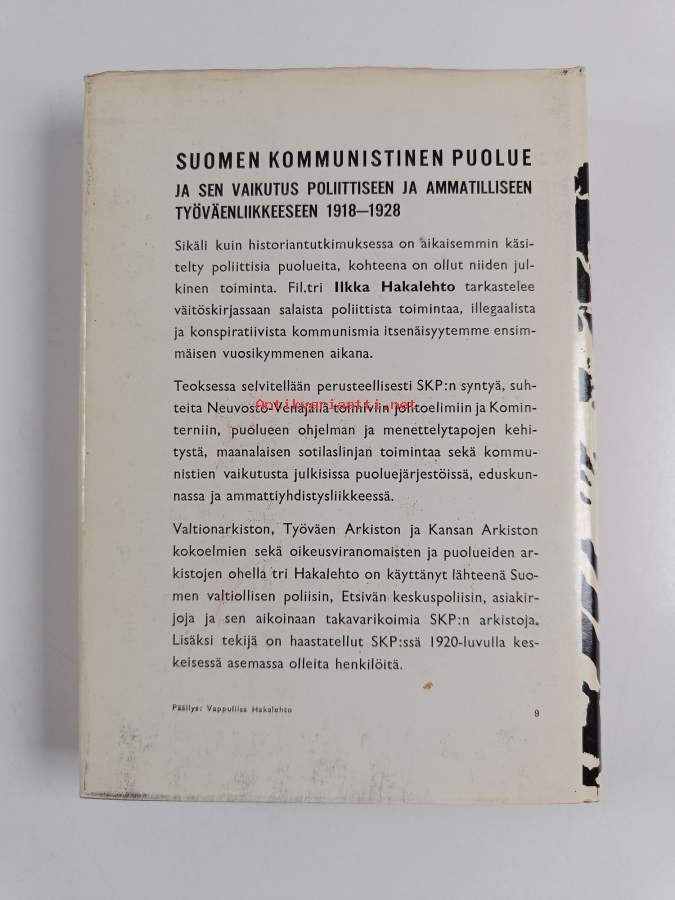 SUOMEN KOMMUNISTINEN PUOLUE
JA SEN VAIKUTUS POLIITTISEEN JA AMMATILLISEEN
TYÖVÄENLIIKKEESEEN 1918—1928
Sikäli kuin historiantutkimuksessa on aikaisemmin käsi-
telty poliittisia puolueita, kohteena on ollut niiden jul-
kinen toiminta. Fil.tri Ilkka Hakalehto tarkastelee
väitöskirjassaan salaista poliittista toimintaa, illegaalista
ja konspiratiivista kommunismia itsenäisyytemme ensim-
mäisen vuosikymmenen aikana.
Teoksessa selvitellään perusteellisesti SKP:n syntyä, suh-
teita Neuvosto-Venäjällä toimiviin johtoelimiin ja Komin-
Antikvariaatti.net
terniin, puolueen ohjelman ja menettelytapojen kehi-
tystä, maanalaisen sotilaslinjan toimintaa sekä kommu-
nistien vaikutusta julkisissa puoluejärjestöissä, eduskun-
nassa ja ammattiyhdistysliikkeessä.
Valtionarkiston, Työväen Arkiston ja Kansan Arkiston
kokoelmien sekä oikeusviranomaisten ja puolueiden ar-
kistojen ohella tri Hakalehto on käyttänyt lähteenä Suo-
men valtiollisen poliisin, Etsivän keskuspoliisin, asiakir-
joja ja sen aikoinaan takavarikoimia SKP:n arkistoja.
Lisäksi tekijä on haastatellut SKP:ssä 1920-luvulla kes-
keisessä asemassa olleita henkilöitä.
Päällys: Vappuliisa Hakalehto
9